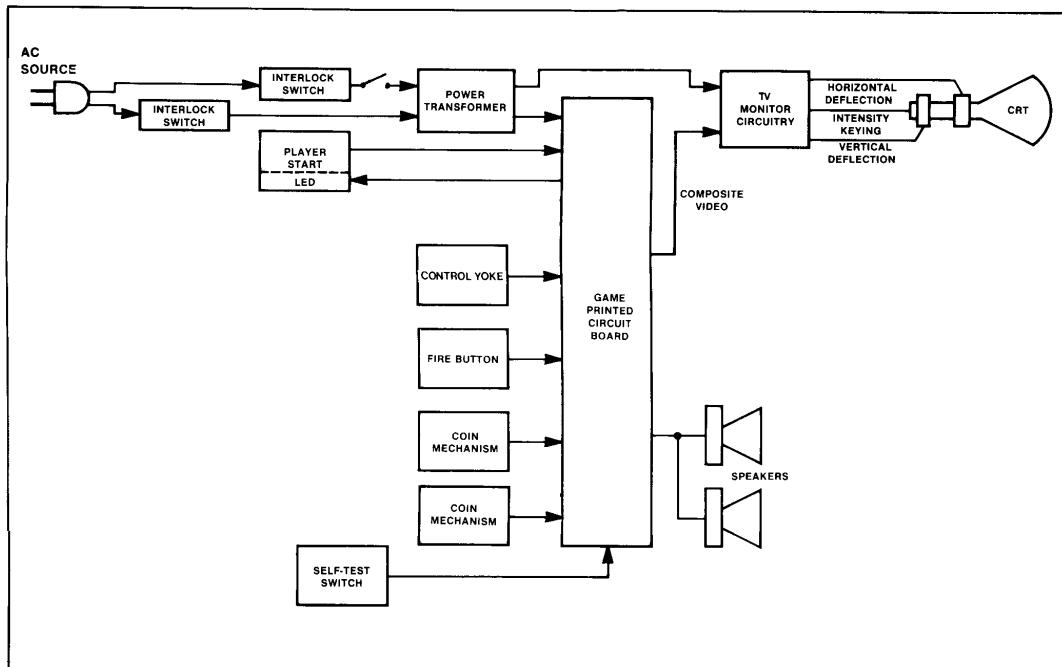 AC
SOURCE
INTERLOCK
SWITCH
INTERLOCK
SWITCH
POWER
TRANSFORMER
TV
MONITOR
CIRCUITRY
HORIZONTAL
DEFLECTION
INTENSITY
KEYING
VERTICAL
DEFLECTION
CRT
PLAYER
START
LED
COMPOSITE
VIDEO
CONTROL YOKE
GAME
PRINTED
CIRCUIT
BOARD
FIRE BUTTON
COIN
MECHANISM
SPEAKERS
COIN
MECHANISM
SELF-TEST
SWITCH